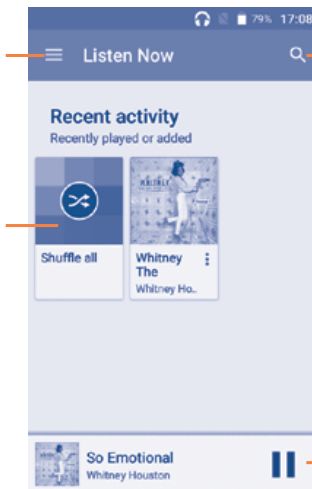 79% 17:08
Listen Now
Recent activity
Recently played or added
WHITNEY
Shuffle all
Whitney
The
Whitney Ho..
So Emotional
Whitney Houston